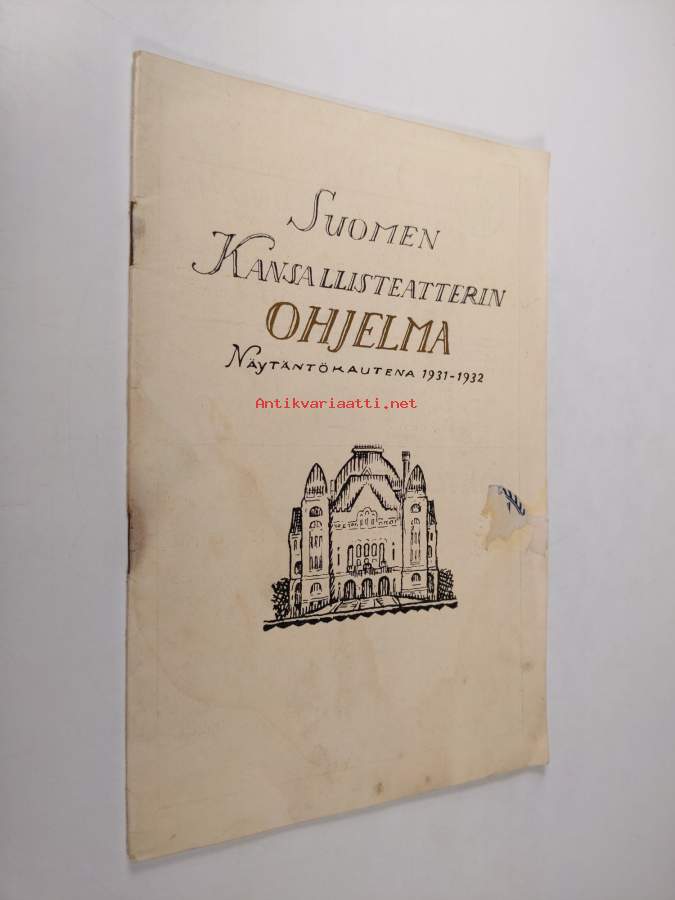 SUOMEN
KANSALLISTEATTERIN
OHJELMA
NÄYTÄNTÖKAUTENA 1931-1932
Antikvariaatti.net